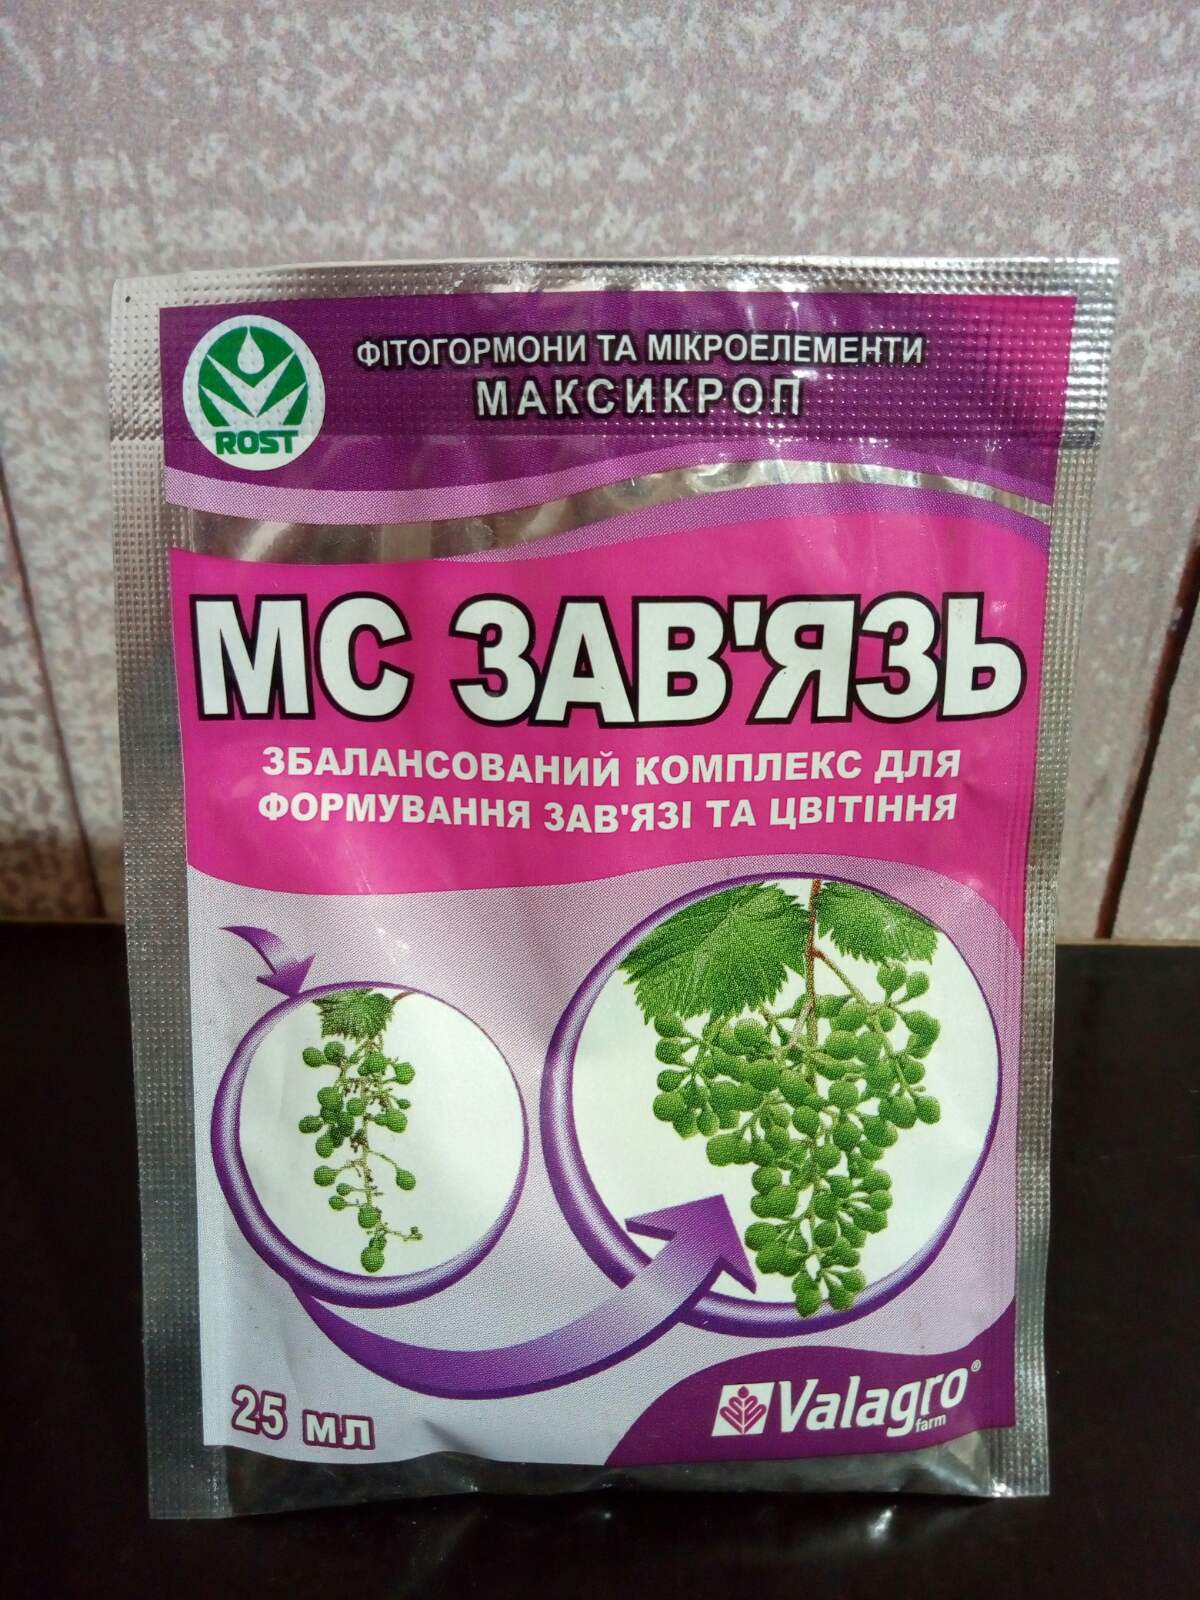 ROST
ФІТОГОРМОНИ ТА МІКРОЕЛЕМЕНТИ
МАКСИКРОП
МС ЗАВ'ЯЗЬ
ЗБАЛАНСОВАНИЙ КОМПЛЕКС ДЛЯ
ФОРМУВАННЯ ЗАВ'ЯЗІ ТА ЦВІТІННЯ
25 мл
Valagro®
farm